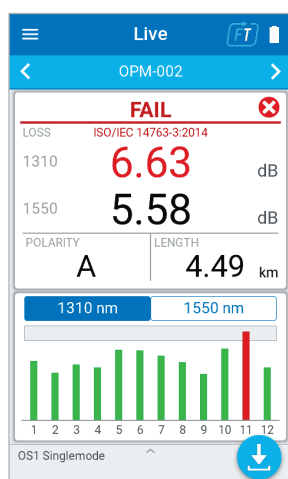 Live
FT
OPM-002
FAIL
LOSS ISO/IEC 14763-3:2014
1310 6.63 dB
1550 5.58 dB
POLARITY LENGTH
A 4.49 km
1310 nm 1550 nm
1 2 3 4 5 6 7 8 9 10 11 12
OS1 Singlemode